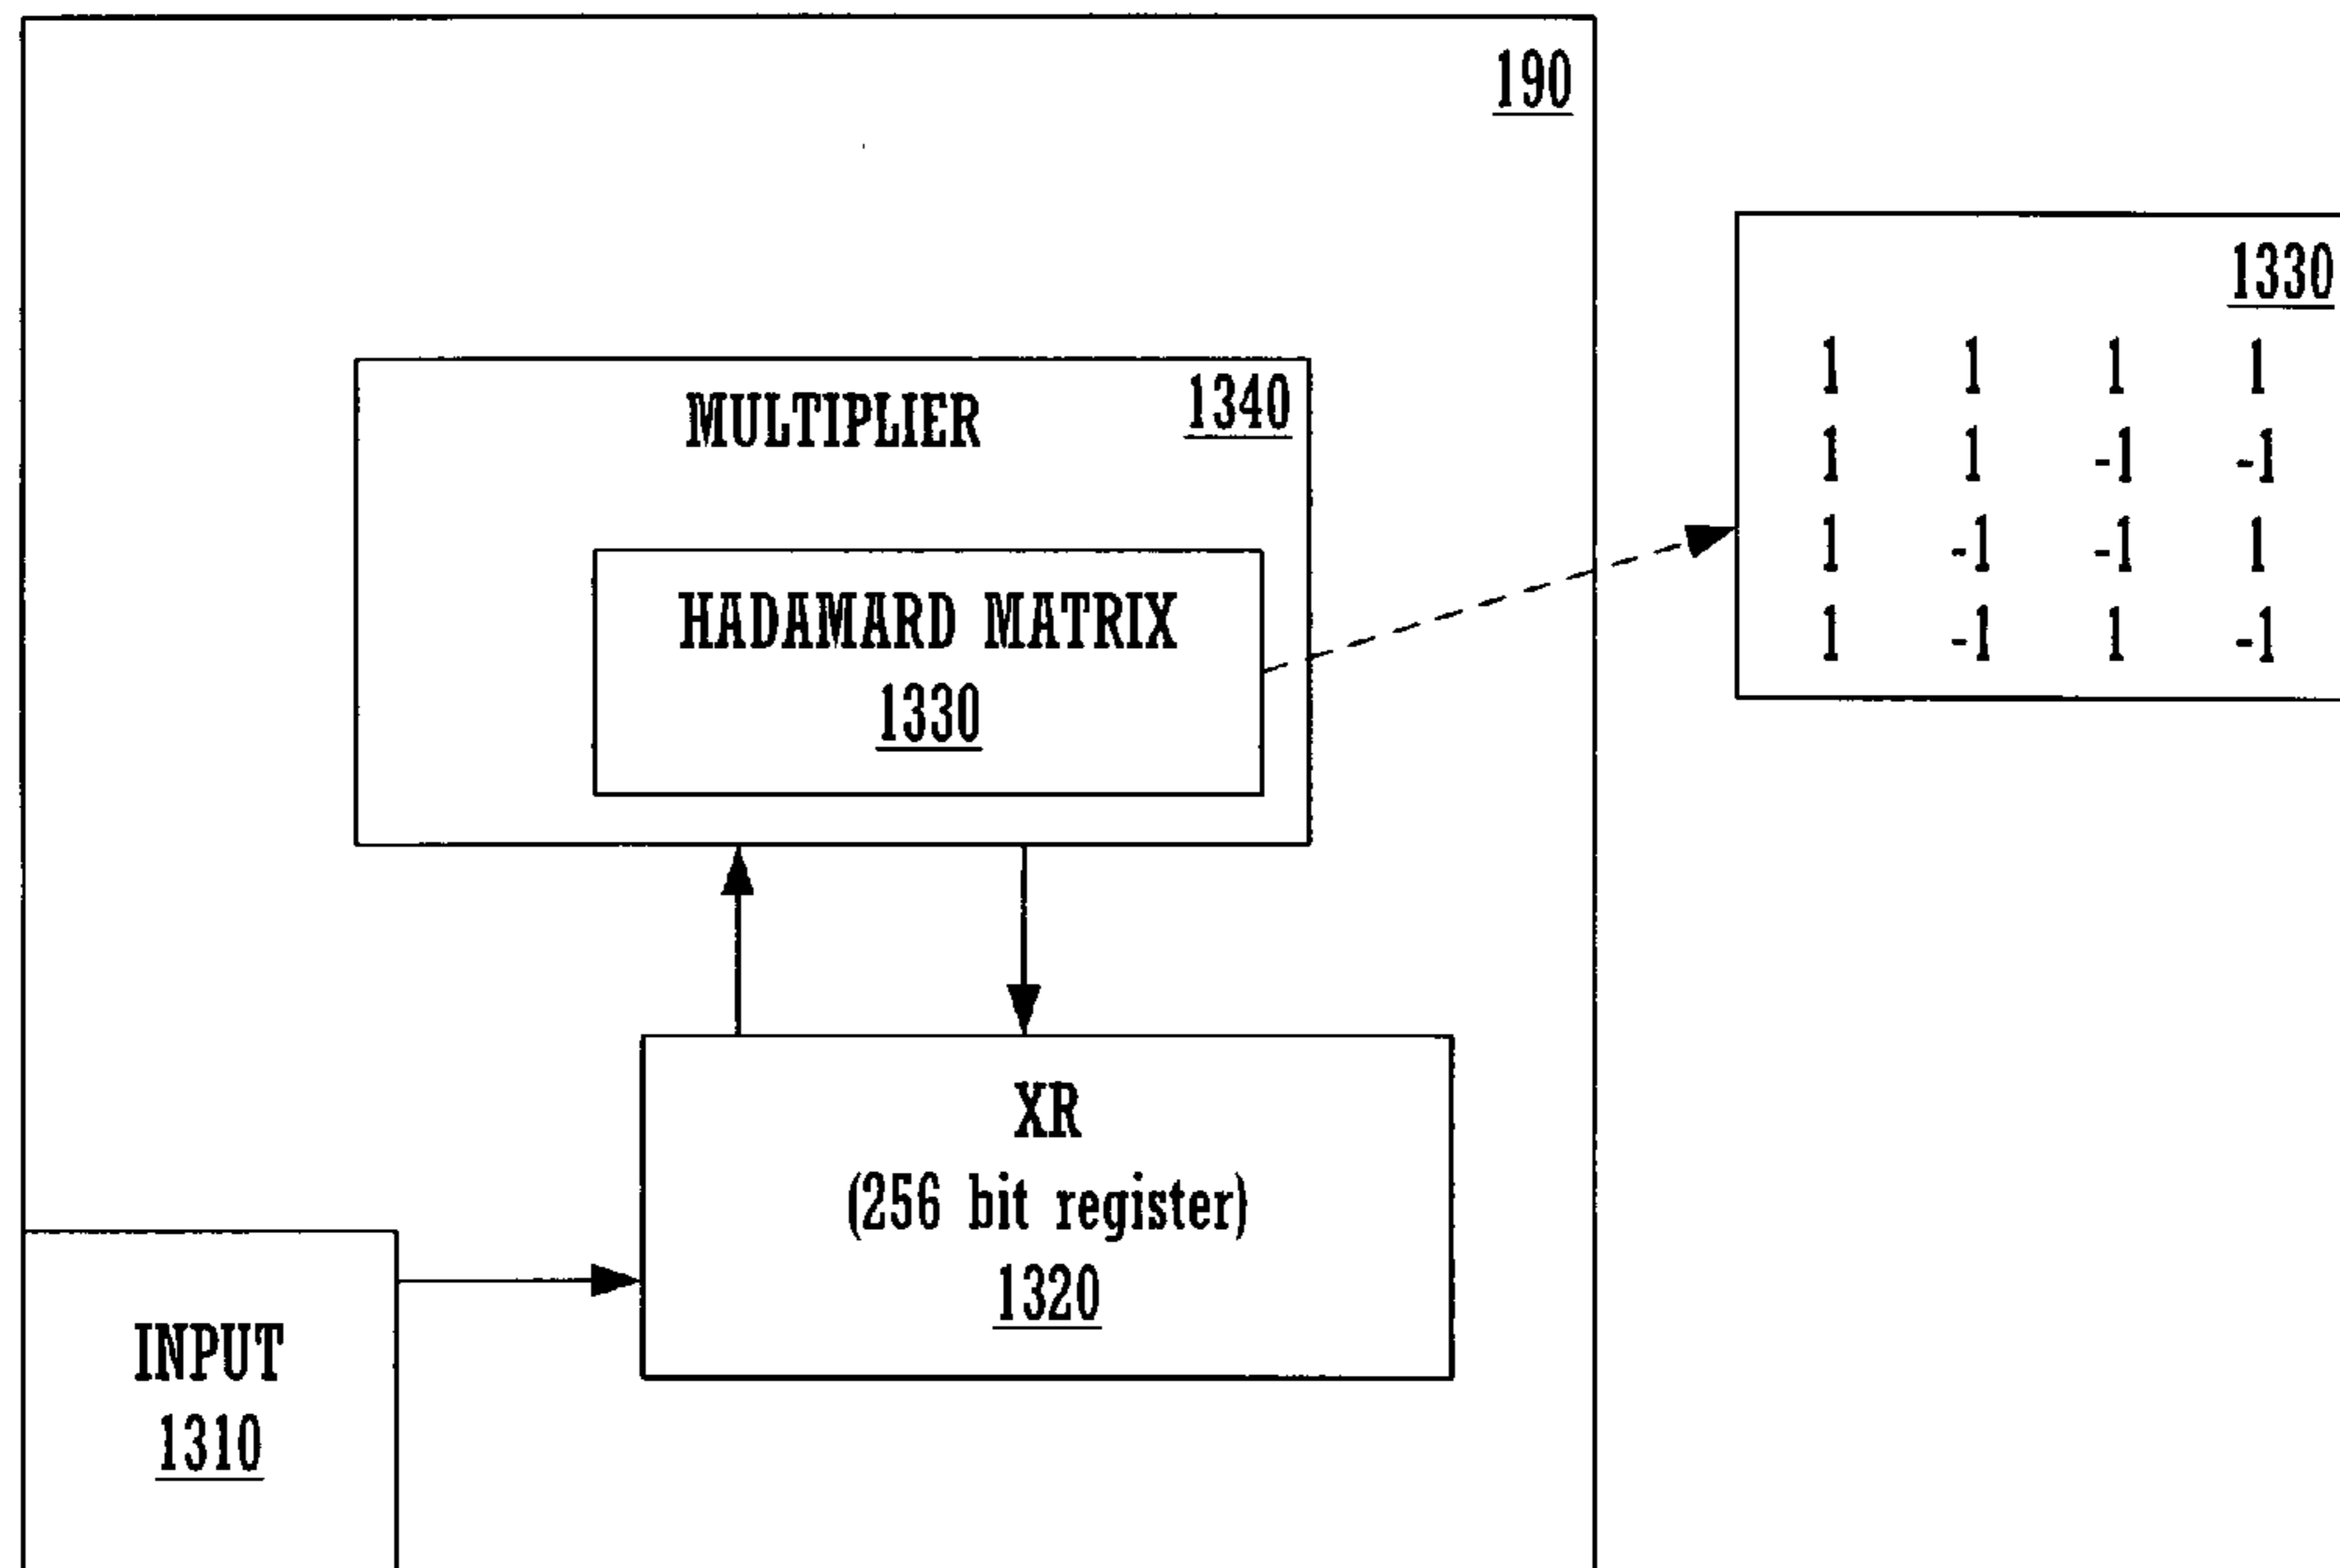 190
1330
1 1 1 1
1 1 -1 -1
1 -1 -1 1
1 -1 1 -1
MULTIPLIER
1340
HADAMARD MATRIX
1330
XR
(256 bit register)
1320
INPUT
1310